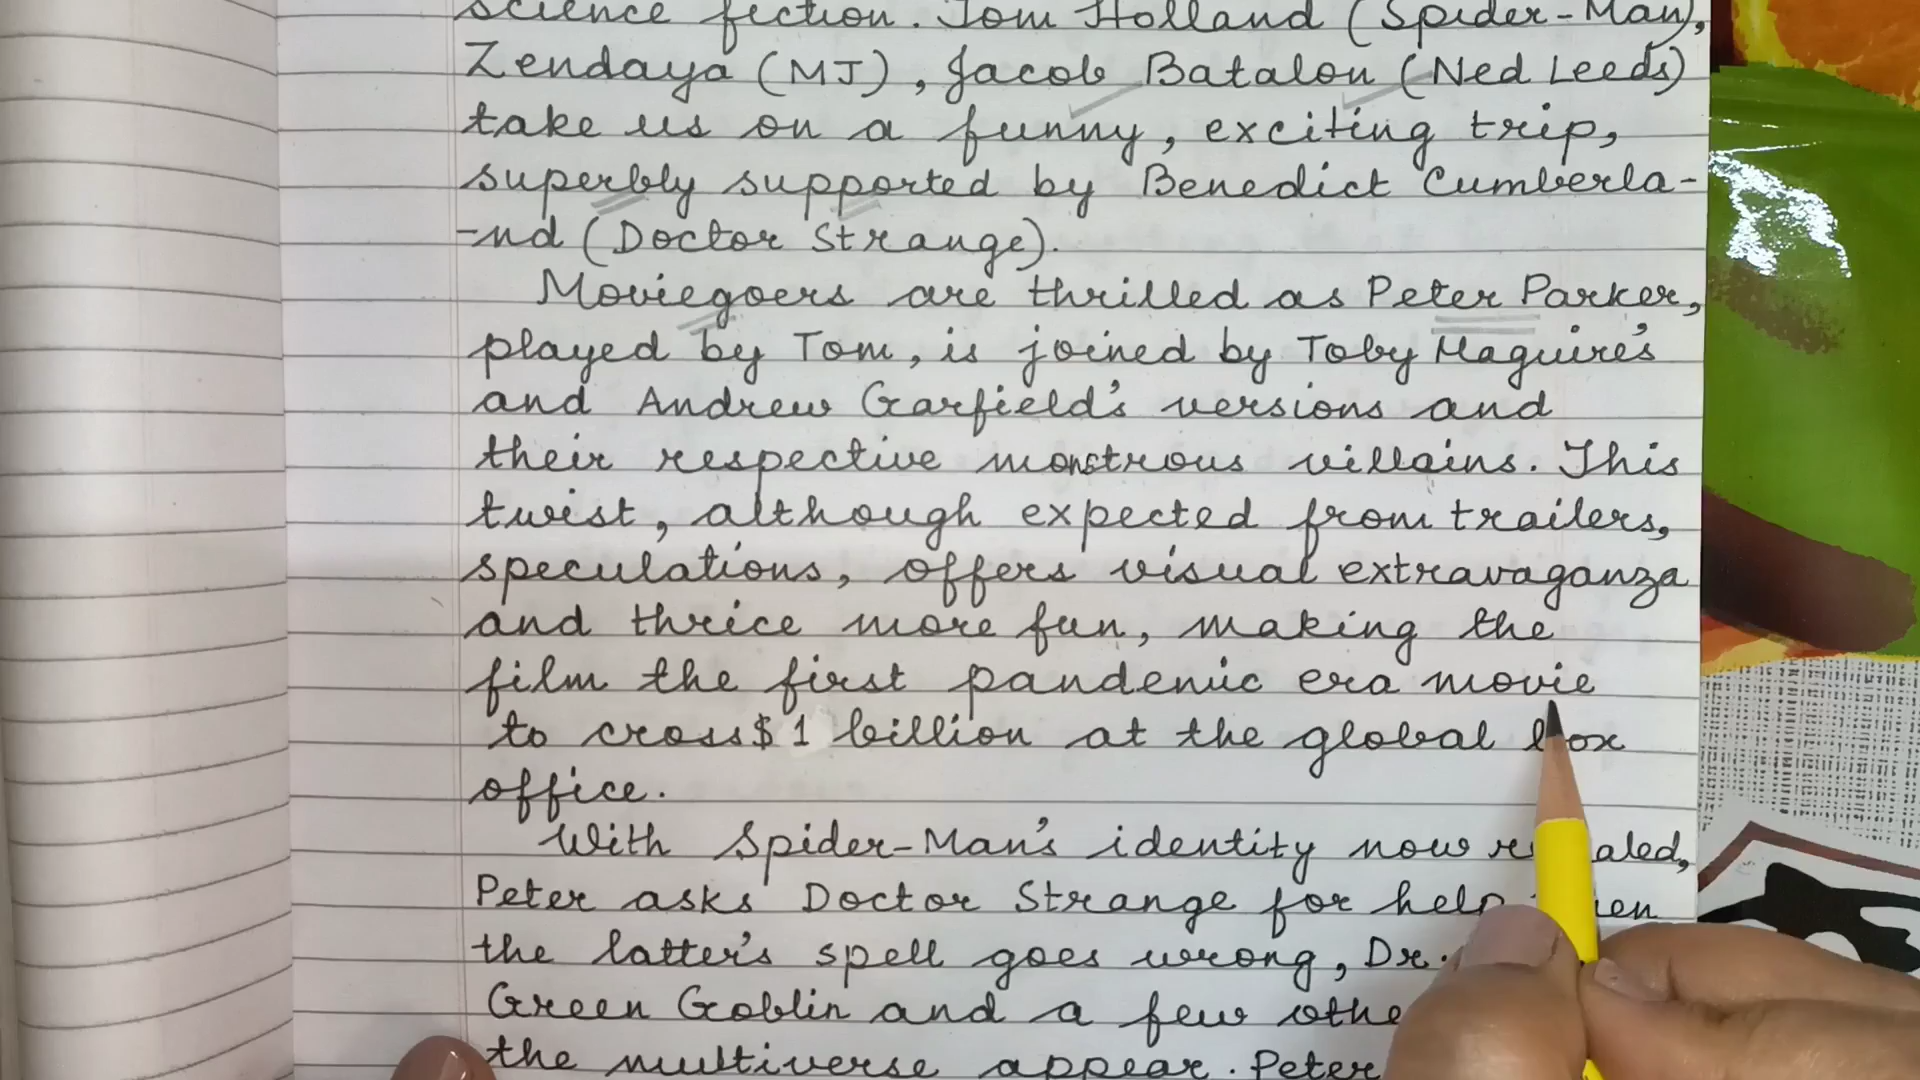 science fiction. Tom Holland (Spider-Man),
Zendaya (MJ), Jacob Batalon (Ned Leeds)
take us on a funny, exciting trip,
superbly supported by Benedict Cumberla-
-nd (Doctor Strange).
Moviegoers are thrilled as Peter Parker,
played by Tom, is joined by Toby Maguire's
and Andrew Garfield's versions and
their respective monstrous villains. This
twist, although expected from trailers,
speculations, offers visual extravaganza
and thrice more fun, making the
film the first pandemic era movie
to cross $1 billion at the global box
office.
With Spider-Man's identity now
Peter asks Doctor Strange for help
the latter's spell goes wrong, Dr.
Green Goblin and a few
the multiverse appear. Peter